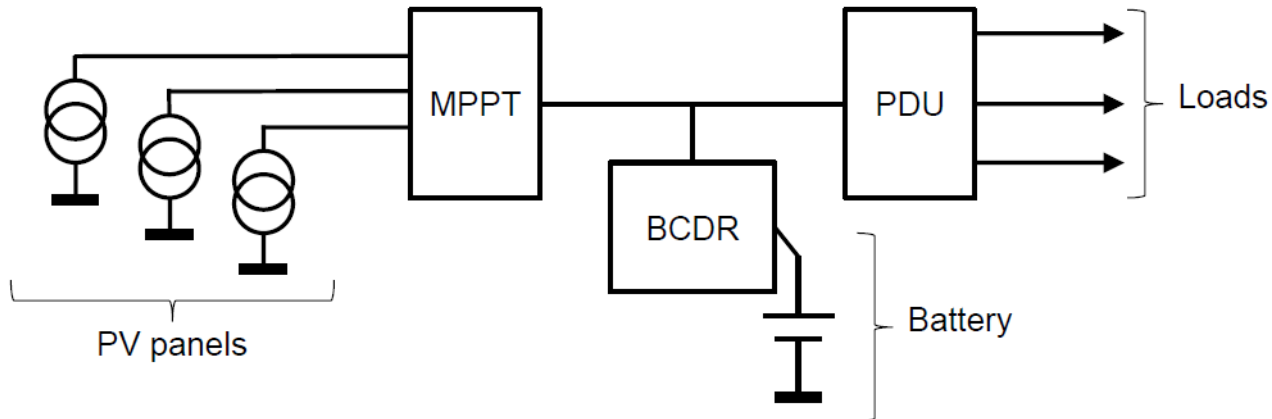 MPPT
PDU
Loads
BCDR
Battery
PV panels